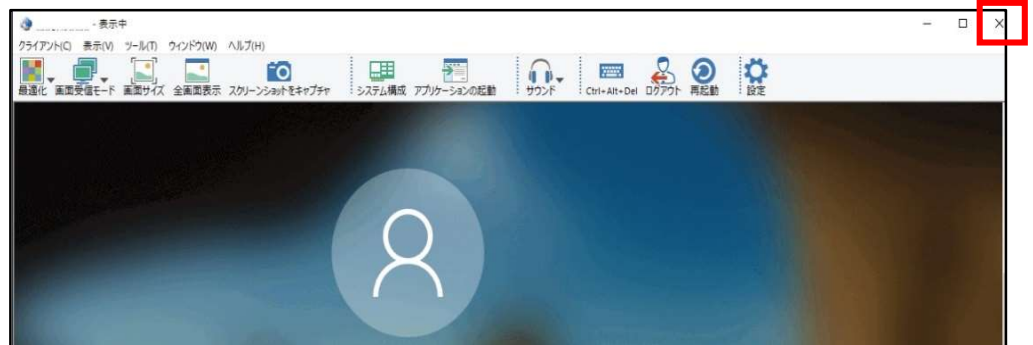 - 表示中
クライアント(C) 表示(V) ツール(T) ウィンドウ(W) ヘルプ(H)
最適化 画面受信モード 画面サイズ 全画面表示 スクリーンショットをキャプチャ システム構成 アプリケーションの起動 サウンド Ctrl+Alt+Del ログアウト 再起動 設定